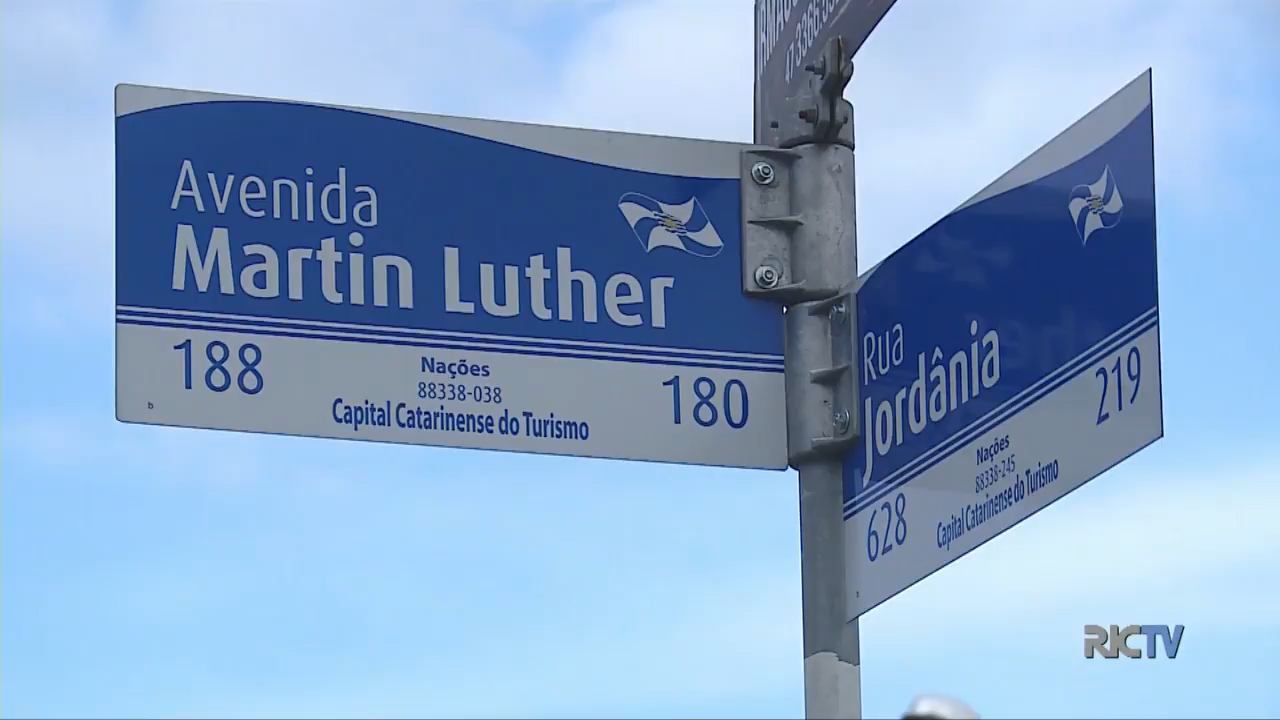 Avenida
Martin Luther
188
Nações
88338-038
Capital Catarinense do Turismo
180
Rua
Jordânia
219
Nações
88338-245
628
Capital Catarinense do Turismo
RICTV